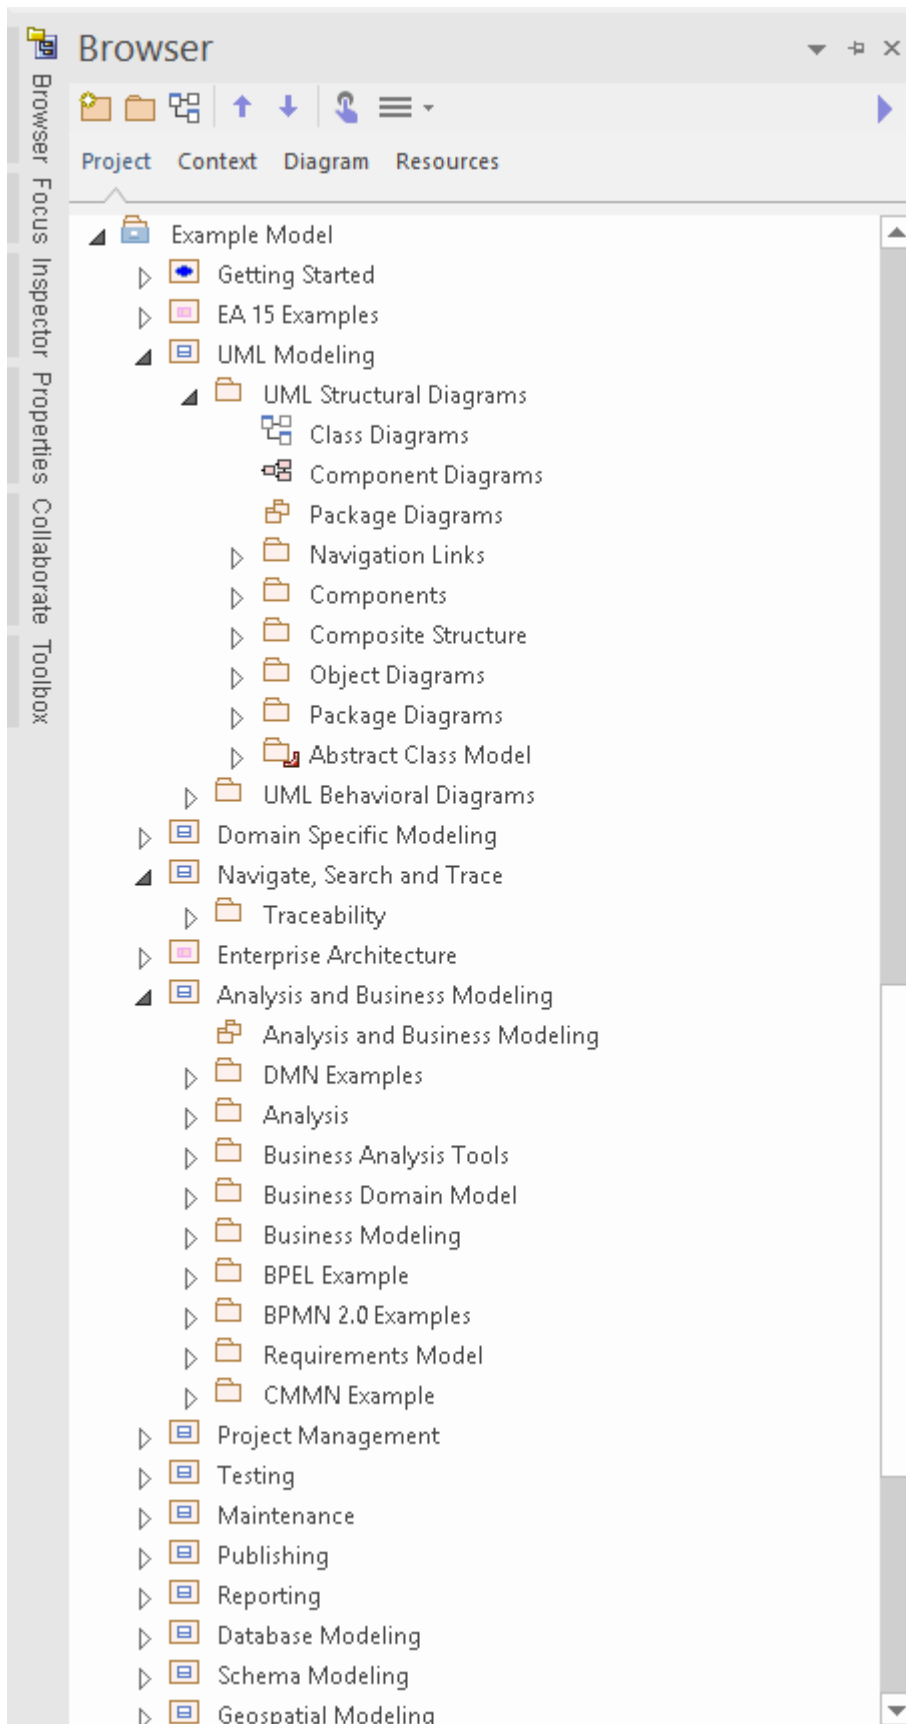 Browser
Project Context Diagram Resources
Browser
Focus
Inspector
Properties
Collaborate
Toolbox
Example Model
Getting Started
EA 15 Examples
UML Modeling
UML Structural Diagrams
Class Diagrams
Component Diagrams
Package Diagrams
Navigation Links
Components
Composite Structure
Object Diagrams
Package Diagrams
Abstract Class Model
UML Behavioral Diagrams
Domain Specific Modeling
Navigate, Search and Trace
Traceability
Enterprise Architecture
Analysis and Business Modeling
Analysis and Business Modeling
DMN Examples
Analysis
Business Analysis Tools
Business Domain Model
Business Modeling
BPEL Example
BPMN 2.0 Examples
Requirements Model
CMMN Example
Project Management
Testing
Maintenance
Publishing
Reporting
Database Modeling
Schema Modeling
Geospatial Modeling